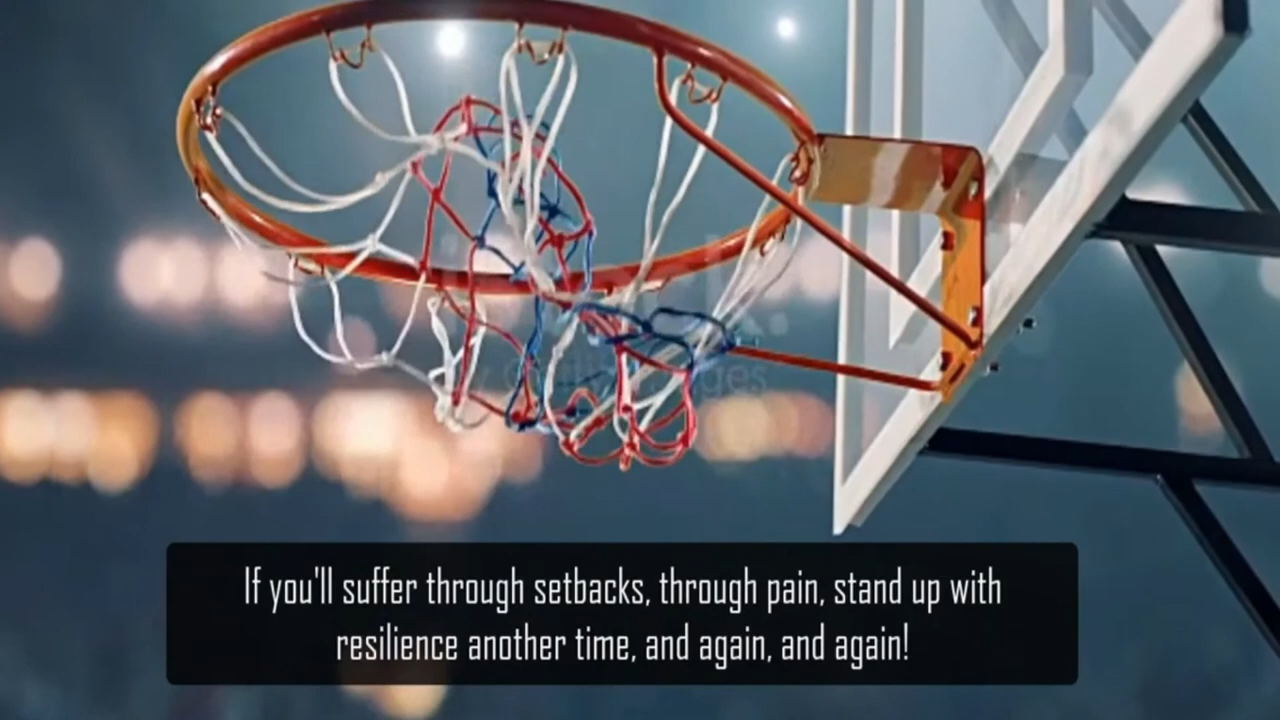 If you'll suffer through setbacks, through pain, stand up with
resilience another time, and again, and again!